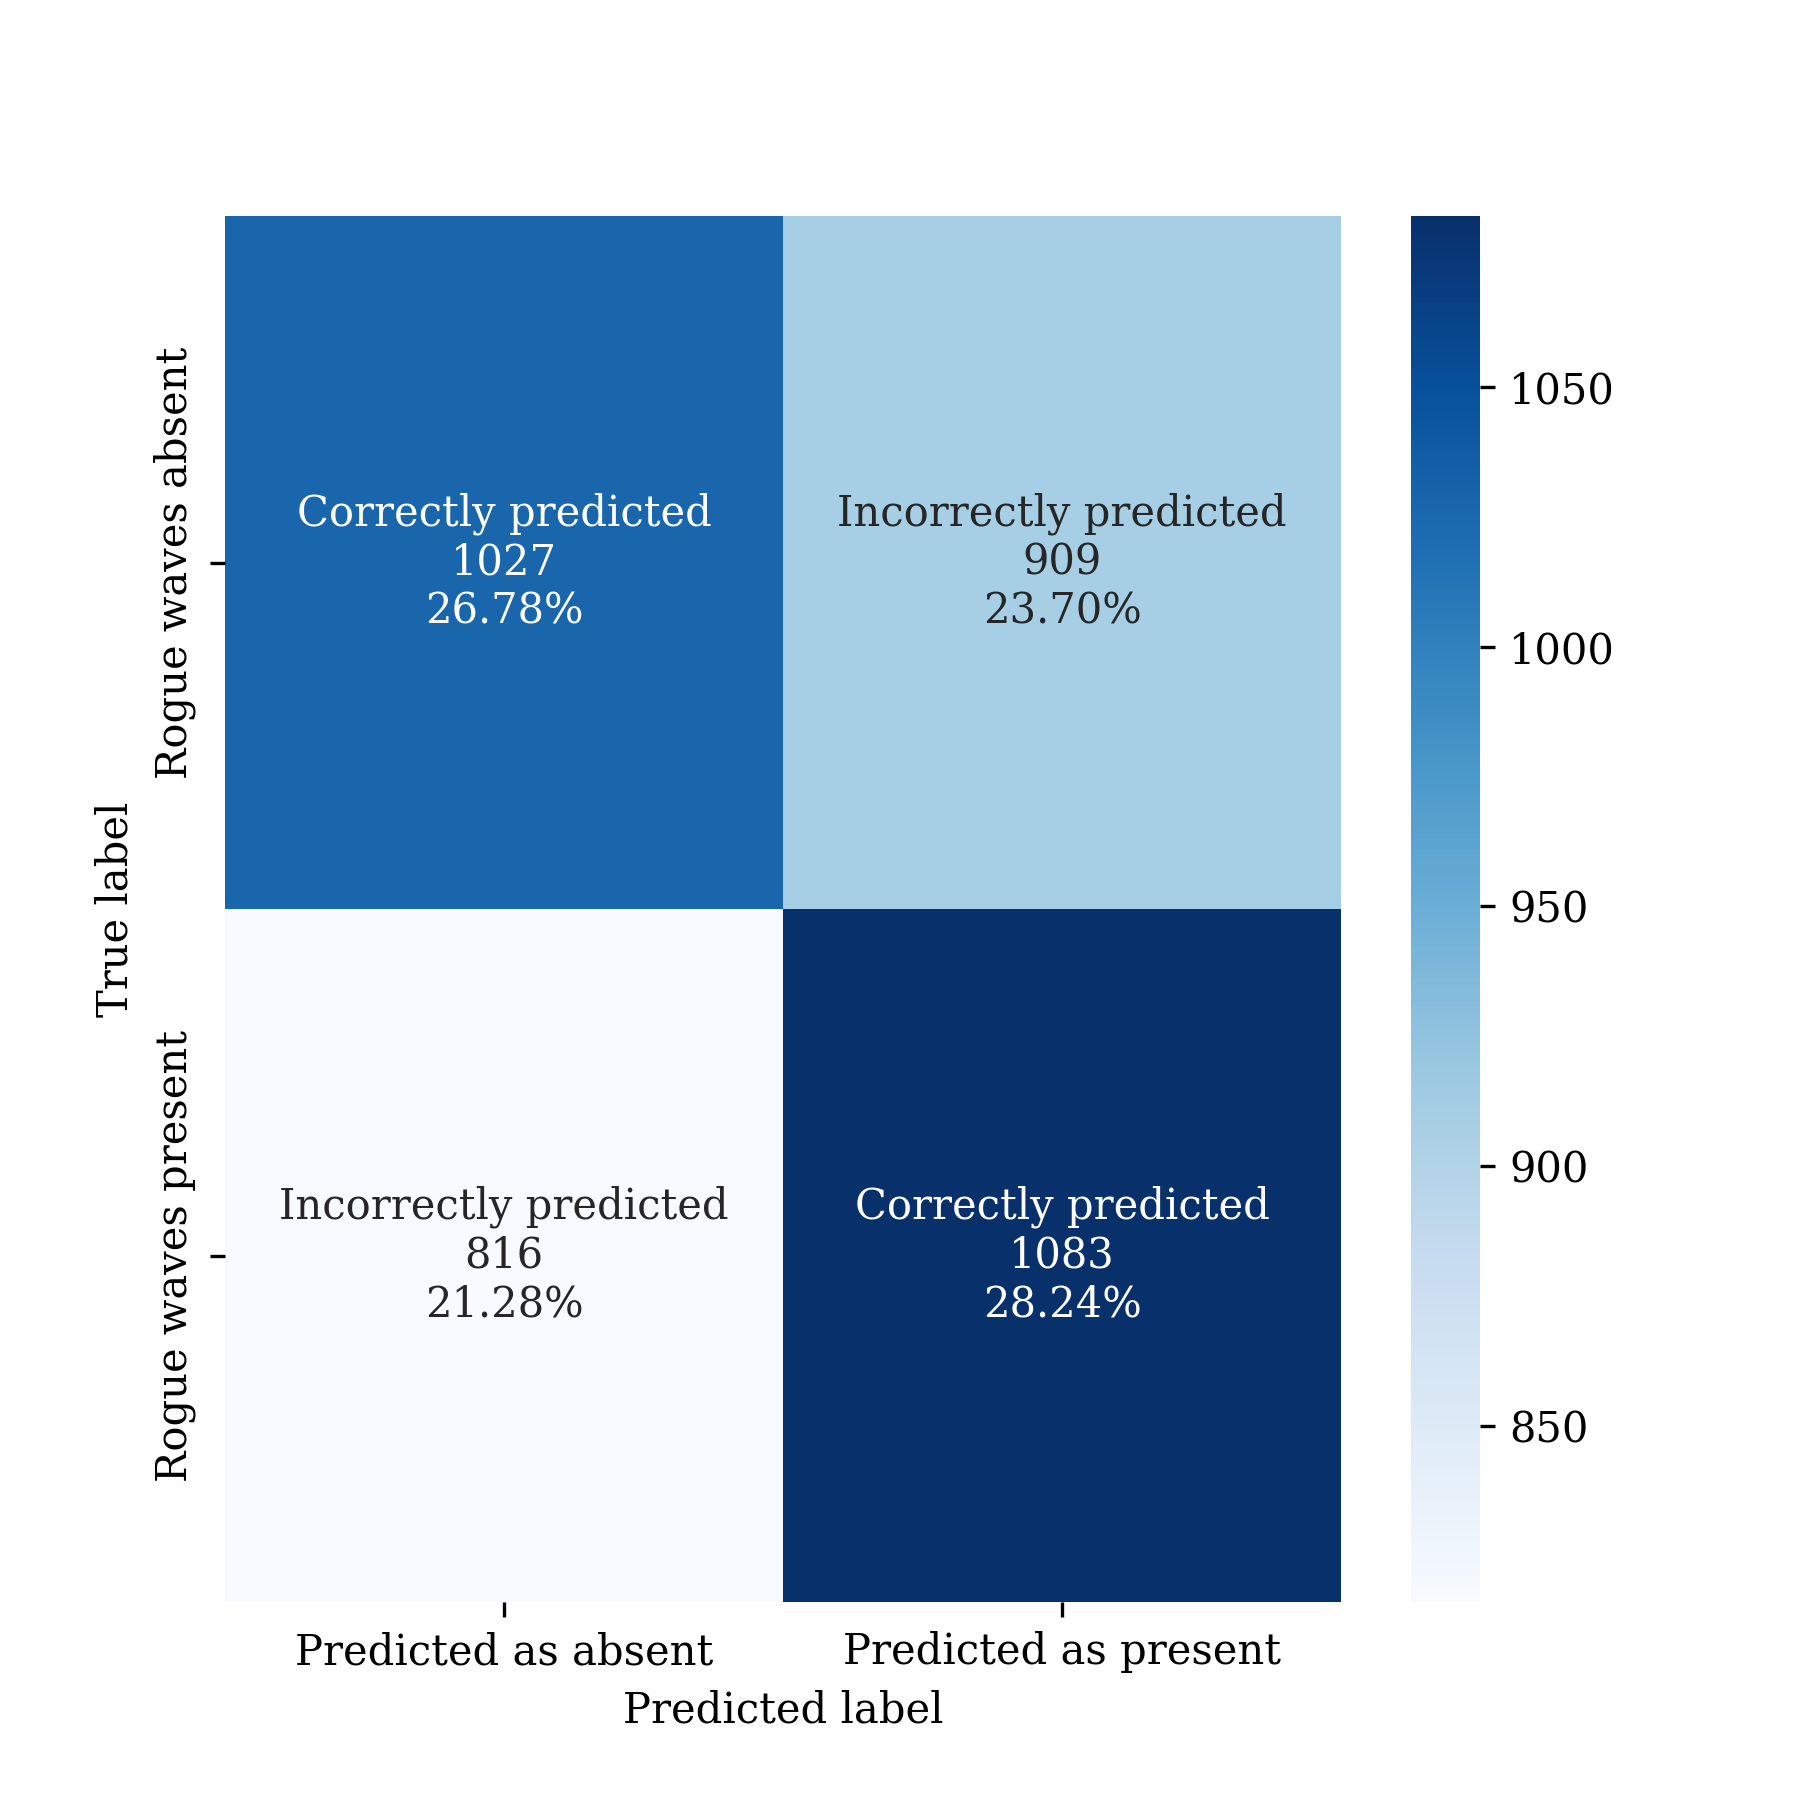 Rogue waves absent
Rogue waves present
True label
Correctly predicted
1027
26.78%
Incorrectly predicted
909
23.70%
Incorrectly predicted
816
21.28%
Correctly predicted
1083
28.24%
Predicted as absent
Predicted as present
Predicted label
1050
1000
950
900
850